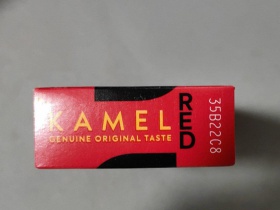 KAMEL
GENUINE ORIGINAL TASTE
RED
35B22C8